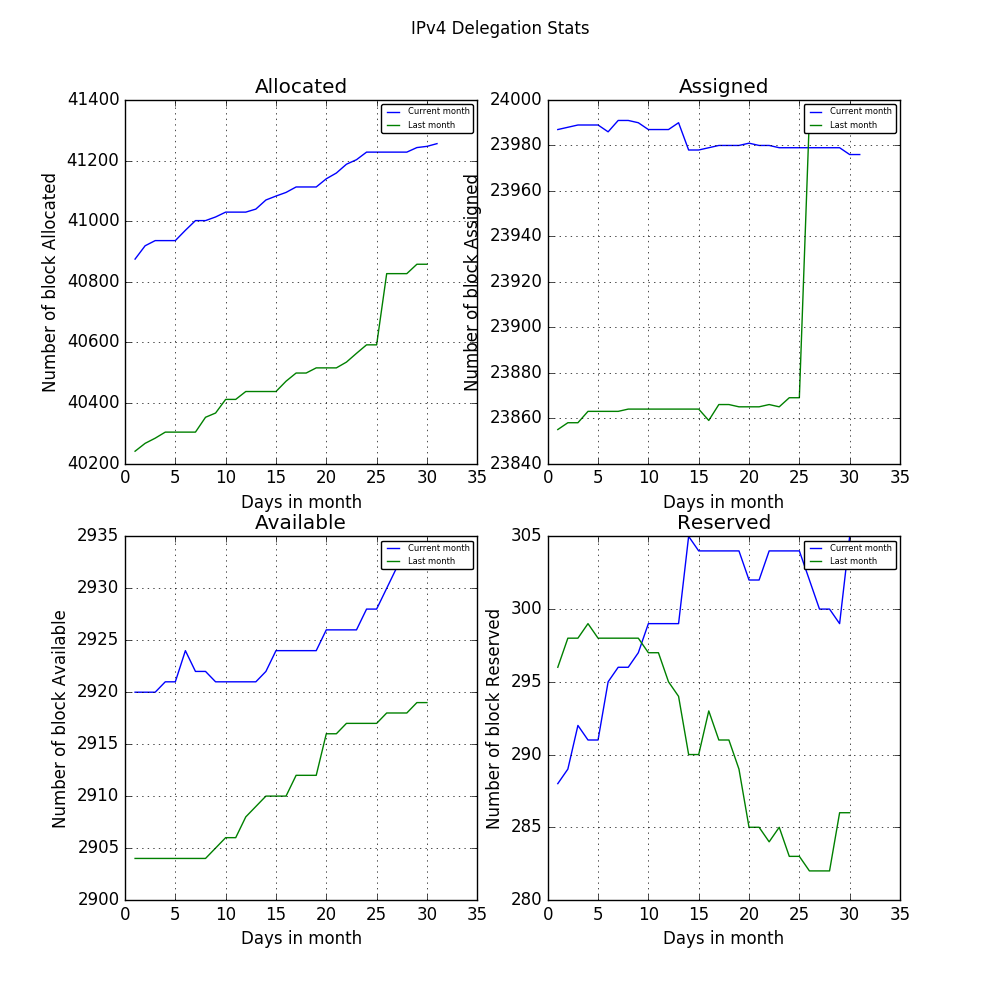 IPv4 Delegation Stats
Allocated
41400
41200
41000
40800
40600
40400
40200
Number of block Allocated
Current month
Last month
0 5 10 15 20 25 30 35
Days in month
Assigned
24000
23980
23960
23940
23920
23900
23880
23860
23840
Number of block Assigned
Current month
Last month
0 5 10 15 20 25 30 35
Days in month
Available
2935
2930
2925
2920
2915
2910
2905
2900
Number of block Available
Current month
Last month
0 5 10 15 20 25 30 35
Days in month
Reserved
305
300
295
290
285
280
Number of block Reserved
Current month
Last month
0 5 10 15 20 25 30 35
Days in month